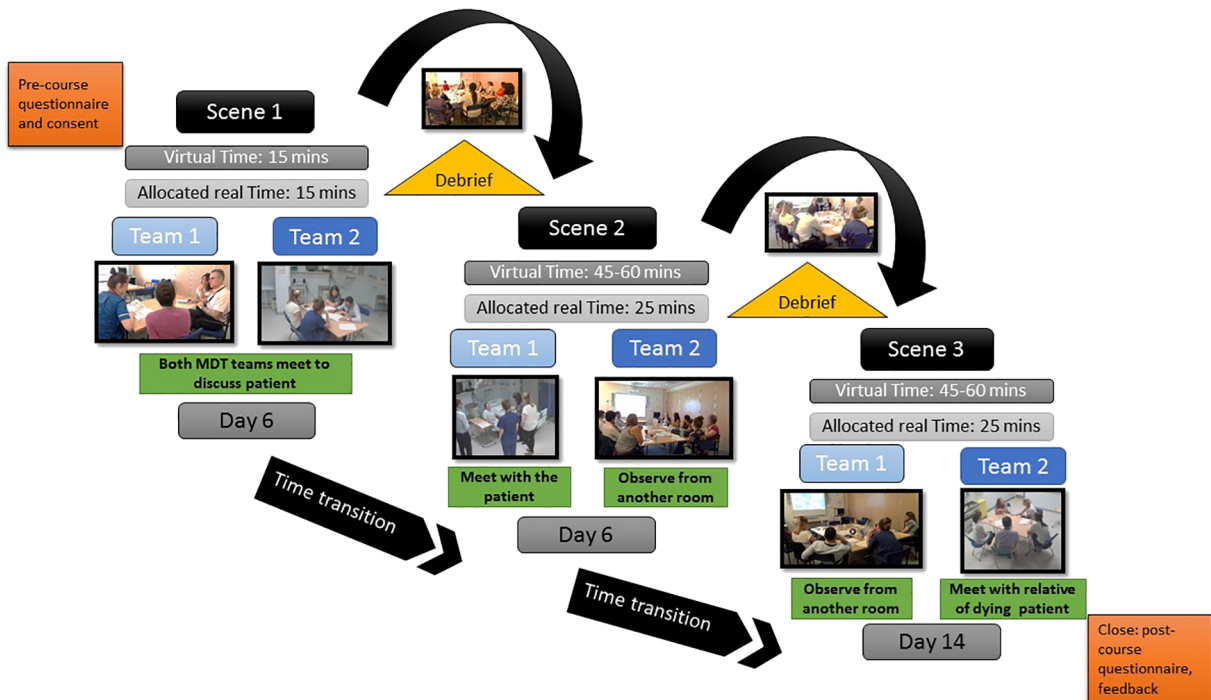 Pre-course
questionnaire
and consent
Scene 1
Virtual Time: 15 mins
Allocated real Time: 15 mins
Team 1
Team 2
Both MDT teams meet to
discuss patient
Day 6
Debrief
Time transition
Scene 2
Virtual Time: 45-60 mins
Allocated real Time: 25 mins
Team 1
Team 2
Meet with the
patient
Observe from
another room
Day 6
Debrief
Time transition
Scene 3
Virtual Time: 45-60 mins
Allocated real Time: 25 mins
Team 1
Team 2
Observe from
another room
Meet with relative
of dying patient
Day 14
Close: post-
course
questionnaire,
feedback